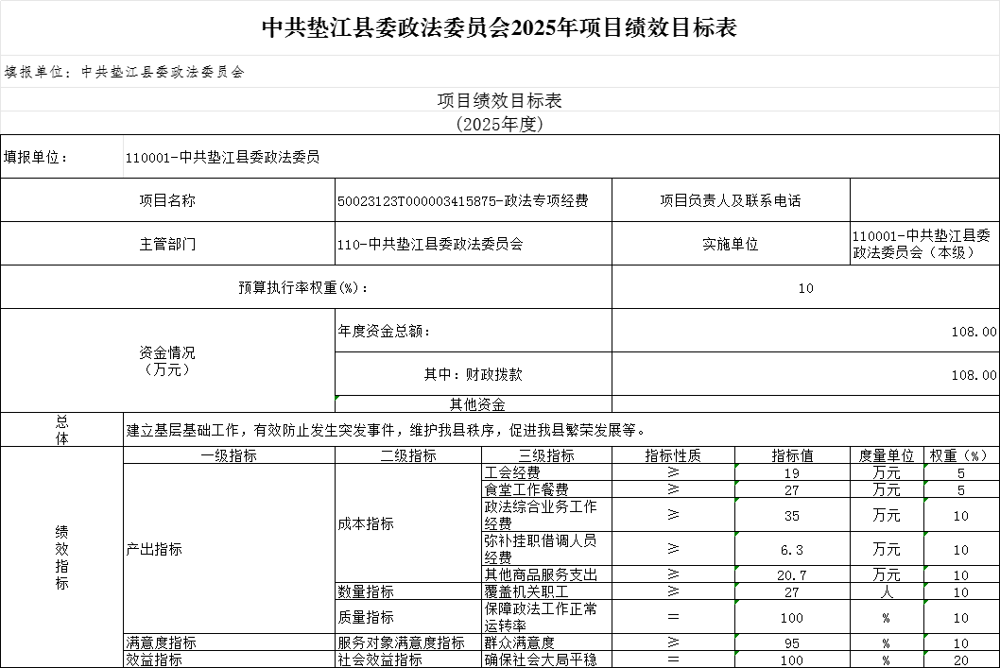 中共垫江县委政法委员会2025年项目绩效目标表
填报单位：中共垫江县委政法委员会
项目绩效目标表
(2025年度)
填报单位： 110001-中共垫江县委政法委员
项目名称 50023123T000003415875-政法专项经费 项目负责人及联系电话
主管部门 110-中共垫江县委政法委员会 实施单位 110001-中共垫江县委
政法委员会（本级）
预算执行率权重(%)： 10
资金情况
（万元）
年度资金总额： 108.00
其中：财政拨款 108.00
其他资金
总
体
建立基层基础工作，有效防止发生突发事件，维护我县秩序，促进我县繁荣发展等。
绩
效
指
标
一级指标 二级指标 三级指标 指标性质 指标值 度量单位 权重（%）
产出指标
成本指标
工会经费 ≥ 19 万元 5
食堂工作餐费 ≥ 27 万元 5
政法综合业务工作
经费 ≥ 35 万元 10
弥补挂职借调人员
经费 ≥ 6.3 万元 10
其他商品服务支出 ≥ 20.7 万元 10
数量指标 覆盖机关职工 ≥ 27 人 10
质量指标 保障政法工作正常
运转率 ＝ 100 % 10
满意度指标 服务对象满意度指标 群众满意度 ≥ 95 % 10
效益指标 社会效益指标 确保社会大局平稳 ＝ 100 % 20